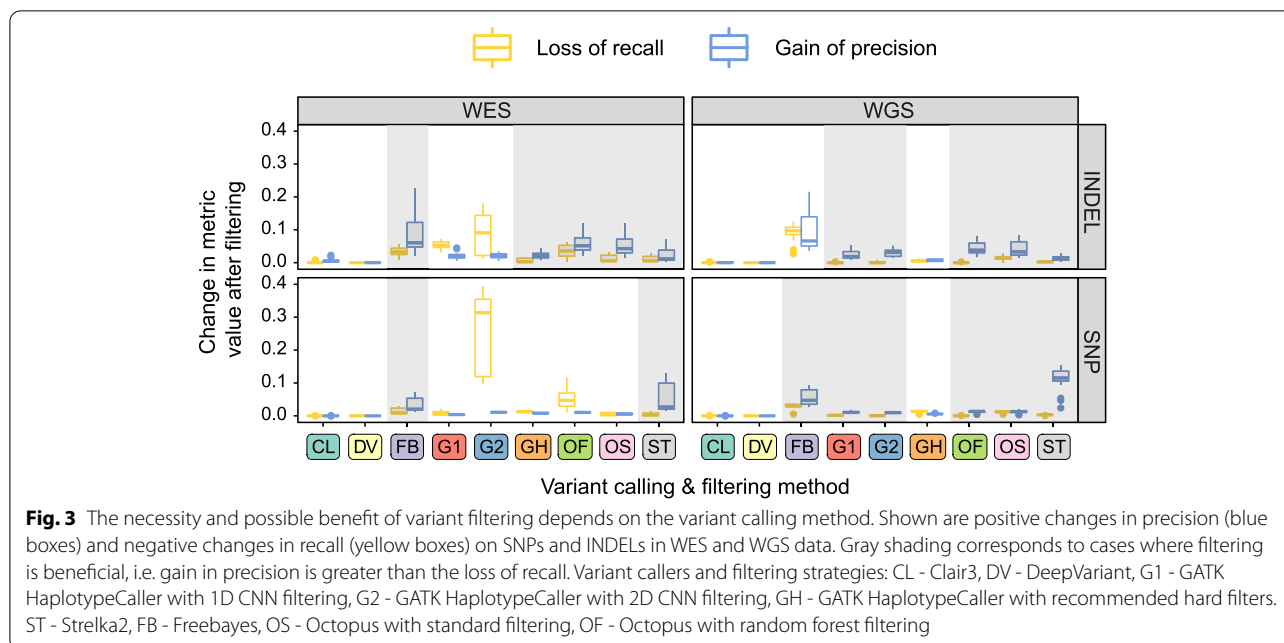 Loss of recall
Gain of precision
WES
WGS
Change in metric
value after filtering
0.4
0.3
0.2
0.1
0.0
INDEL
0.4
0.3
0.2
0.1
0.0
SNP
CL DV FB G1 G2 GH OF OS ST
CL DV FB G1 G2 GH OF OS ST
Variant calling & filtering method
Fig. 3 The necessity and possible benefit of variant filtering depends on the variant calling method. Shown are positive changes in precision (blue
boxes) and negative changes in recall (yellow boxes) on SNPs and INDELs in WES and WGS data. Gray shading corresponds to cases where filtering
is beneficial, i.e. gain in precision is greater than the loss of recall. Variant callers and filtering strategies: CL - Clair3, DV - DeepVariant, G1 - GATK
HaplotypeCaller with 1D CNN filtering, G2 - GATK HaplotypeCaller with 2D CNN filtering, GH - GATK HaplotypeCaller with recommended hard filters.
ST - Strelka2, FB - Freebayes, OS - Octopus with standard filtering, OF - Octopus with random forest filtering